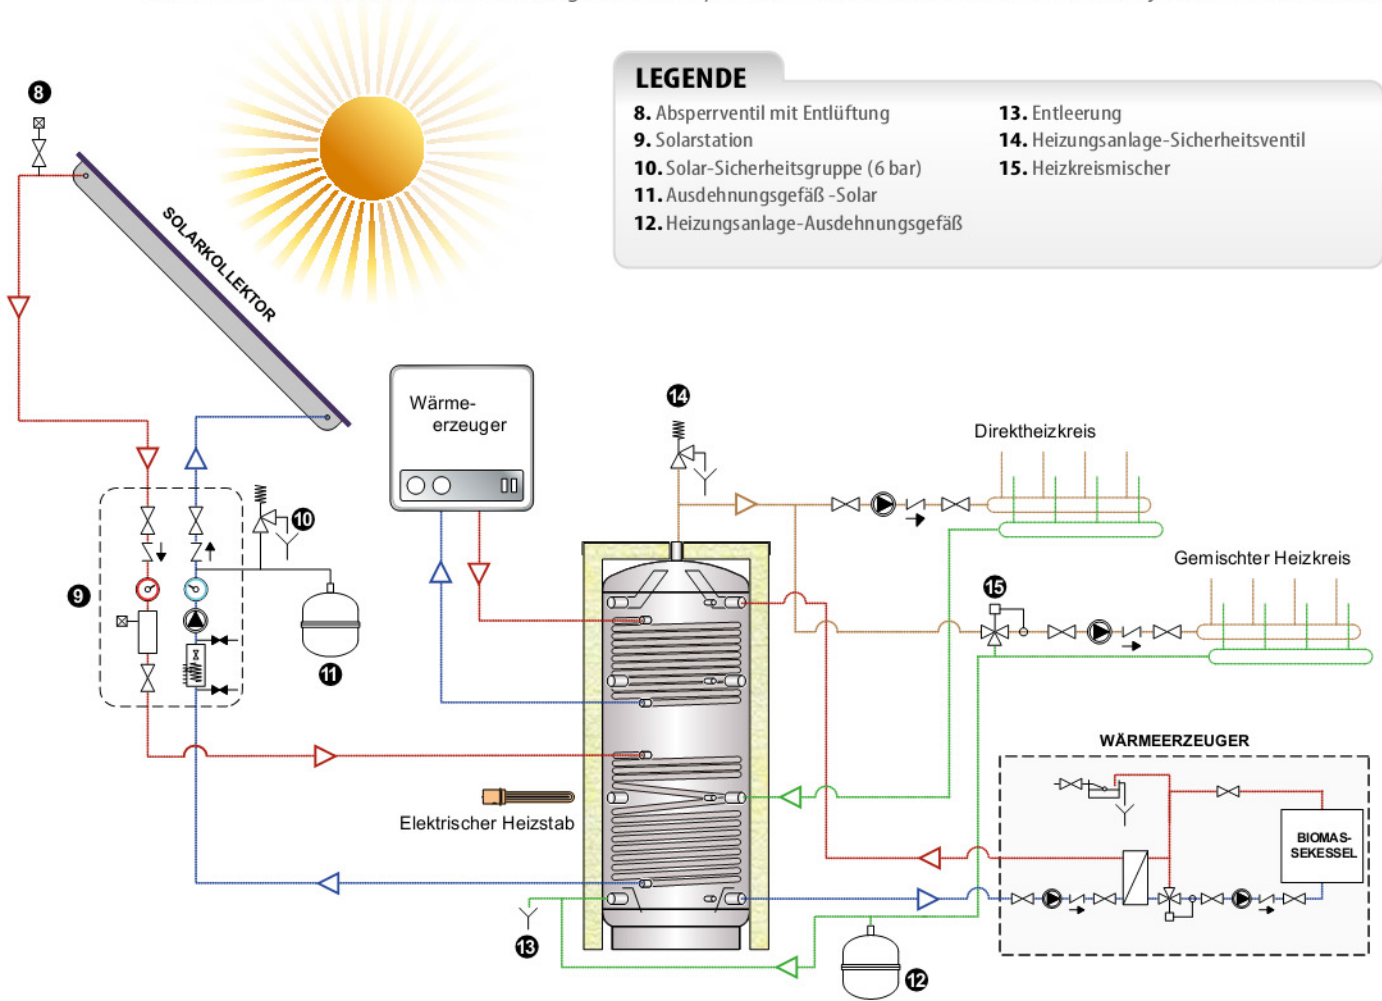 LEGENDE
8. Absperrventil mit Entlüftung
9. Solarstation
10. Solar-Sicherheitsgruppe (6 bar)
11. Ausdehnungsgefäß -Solar
12. Heizungsanlage-Ausdehnungsgefäß
13. Entleerung
14. Heizungsanlage-Sicherheitsventil
15. Heizkreismischer
8
SOLARKOLLEKTOR
Wärme-
erzeuger
14
Direktheizkreis
10
Gemischter Heizkreis
15
9
11
WÄRMEERZEUGER
Elektrischer Heizstab
BIOMAS-
SEKESSEL
13
12